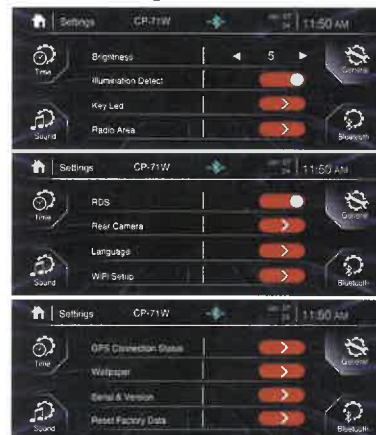 Settings CP-71W 11:50 AM
Time
Brightness 5
General
Illumination Detect
Key Led
Sound
Radio Area
Bluetooth
Settings CP-71W 11:50 AM
Time
RDS
General
Rear Camera
Language
Sound
WiFi Setup
Bluetooth
Settings CP-71W 11:50 AM
Time
GPS Connection Status
General
Wallpaper
Serial & Version
Sound
Reset Factory Data
Bluetooth